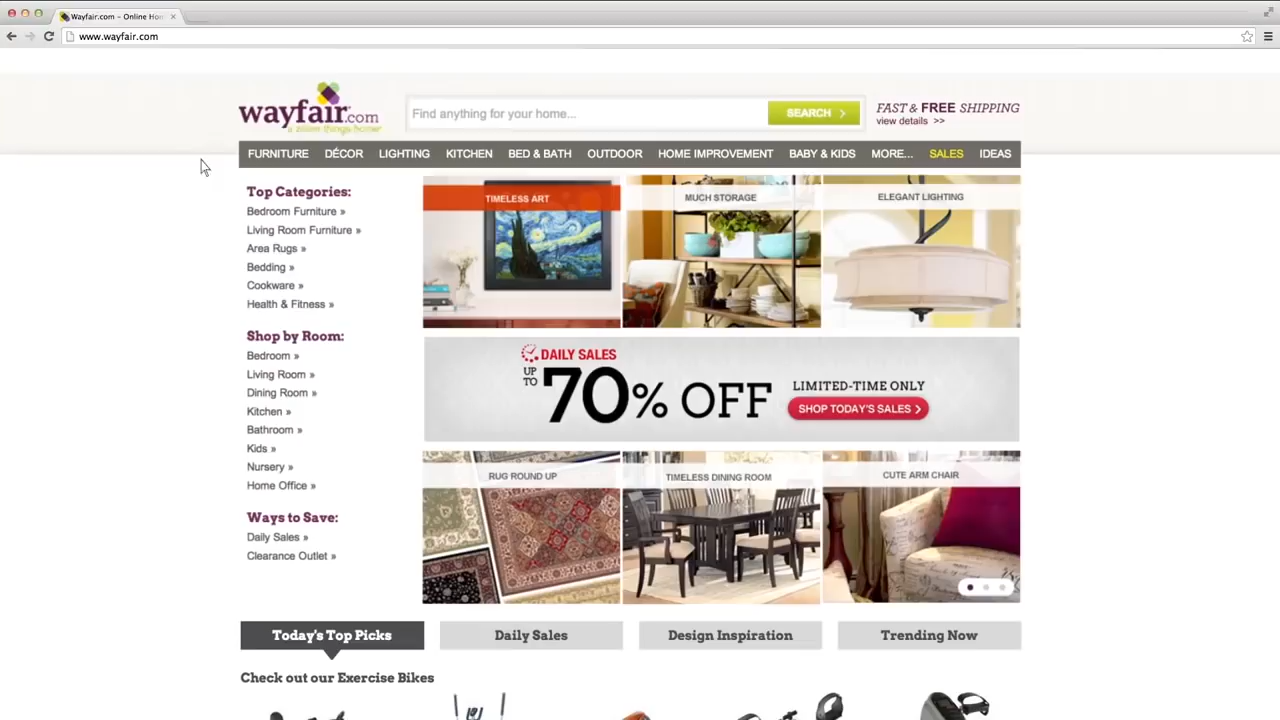 Wayfair.com – Online Hom
www.wayfair.com
wayfair.com
a zillion things home
Find anything for your home...
SEARCH
FAST & FREE SHIPPING
view details >>
FURNITURE DÉCOR LIGHTING KITCHEN BED & BATH OUTDOOR HOME IMPROVEMENT BABY & KIDS MORE... SALES IDEAS
Top Categories:
Bedroom Furniture »
Living Room Furniture »
Area Rugs »
Bedding »
Cookware »
Health & Fitness »
Shop by Room:
Bedroom »
Living Room »
Dining Room »
Kitchen »
Bathroom »
Kids »
Nursery »
Home Office »
Ways to Save:
Daily Sales »
Clearance Outlet »
TIMELESS ART
MUCH STORAGE
ELEGANT LIGHTING
DAILY SALES
UP TO 70% OFF
LIMITED-TIME ONLY
SHOP TODAY'S SALES >
RUG ROUND UP
TIMELESS DINING ROOM
CUTE ARM CHAIR
Today's Top Picks
Daily Sales
Design Inspiration
Trending Now
Check out our Exercise Bikes